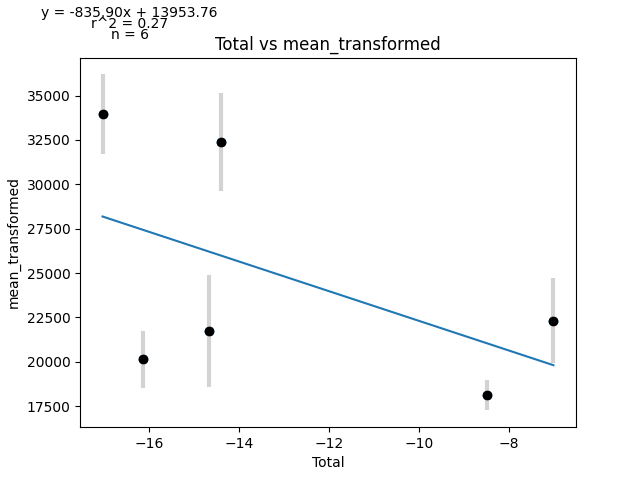 y = -835.90x + 13953.76
r^2 = 0.27
n = 6
Total vs mean_transformed
35000
32500
30000
27500
25000
22500
20000
17500
mean_transformed
−16 −14 −12 −10 −8
Total